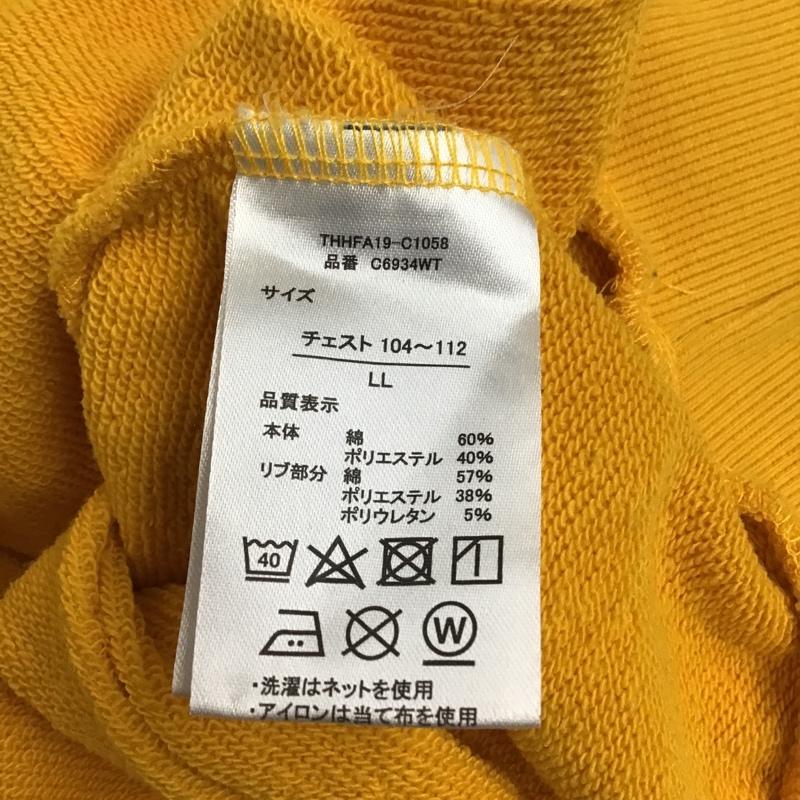 THHFA19-C1058
品番 C6934WT
サイズ
チェスト 104～112
LL
品質表示
本体 綿 60%
ポリエステル 40%
リブ部分 綿 57%
ポリエステル 38%
ポリウレタン 5%
40
W
・洗濯はネットを使用
・アイロンは当て布を使用